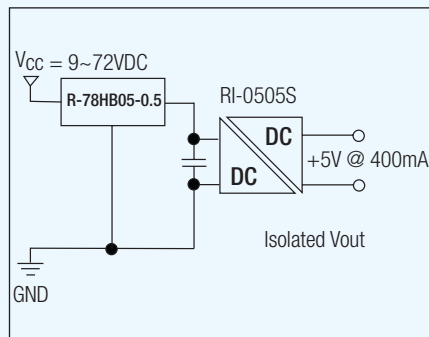 VCC = 9~72VDC
R-78HB05-0.5
RI-0505S
DC
DC
+5V @ 400mA
Isolated Vout
GND